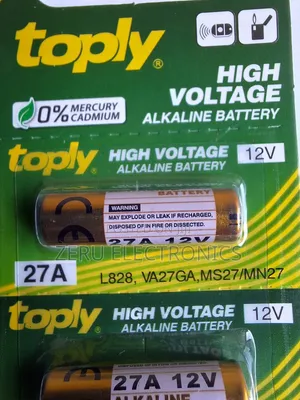 toply®
HIGH
VOLTAGE
ALKALINE BATTERY
0% MERCURY
CADMIUM
toply HIGH VOLTAGE 12V
ALKALINE BATTERY
BATTERY
WARNING
MAY EXPLODE OR LEAK IF RECHARGED,
DISPOSED OF IN FIRE OR DISSECTED.
27A 12V
ZERU ELECTRONICS
27A
L828, VA27GA,MS27/MN27
toply HIGH VOLTAGE 12V
ALKALINE BATTERY
27A 12V
ALKALINE